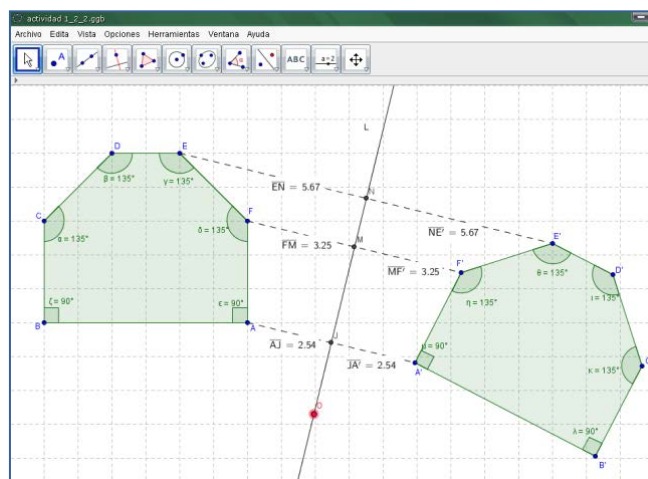 actividad 1_2_2.ggb
Archivo Edita Vista Opciones Herramientas Ventana Ayuda
A
α
ABC
a=2
L
D
E
β = 135°
γ = 135°
EN = 5.67
N
C
F
NE' = 5.67
E'
α = 135°
δ = 135°
FM = 3.25
M
F'
MF' = 3.25
θ = 135°
D'
η = 135°
ι = 135°
ζ = 90°
ε = 90°
B
A
AJ = 2.54
J
JA' = 2.54
μ = 90°
A'
κ = 135°
C
O
λ = 90°
B'